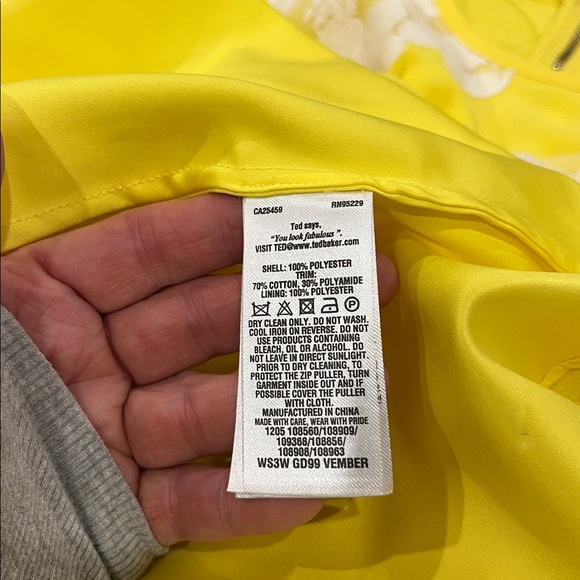 CA25459 RN95229
Ted says,
"You look fabulous".
VISIT TED@www.tedbaker.com
SHELL: 100% POLYESTER
TRIM:
70% COTTON, 30% POLYAMIDE
LINING: 100% POLYESTER
P
DRY CLEAN ONLY. DO NOT WASH.
COOL IRON ON REVERSE. DO NOT
USE PRODUCTS CONTAINING
BLEACH, OIL OR ALCOHOL. DO
NOT LEAVE IN DIRECT SUNLIGHT.
PRIOR TO DRY CLEANING, TO
PROTECT THE ZIP PULLER, TURN
GARMENT INSIDE OUT AND IF
POSSIBLE COVER THE PULLER
WITH CLOTH.
MANUFACTURED IN CHINA
MADE WITH CARE, WEAR WITH PRIDE
1205 108560/108909/
109368/108856/
108908/108963
WS3W GD99 VEMBER